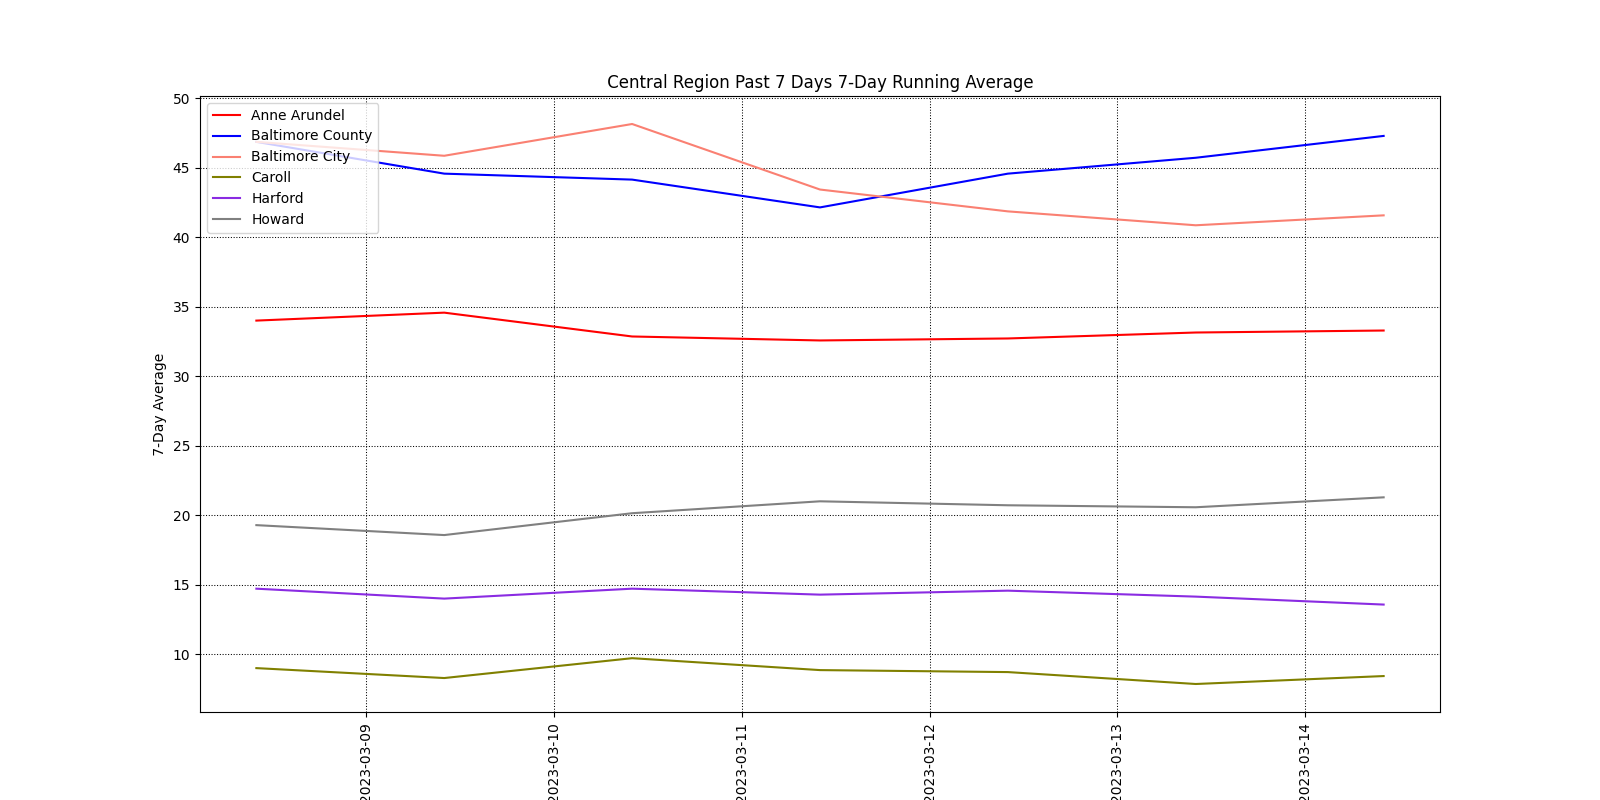 Central Region Past 7 Days 7-Day Running Average
50
45
40
35
30
25
20
15
10
7-Day Average
Anne Arundel
Baltimore County
Baltimore City
Caroll
Harford
Howard
2023-03-09
2023-03-10
2023-03-11
2023-03-12
2023-03-13
2023-03-14